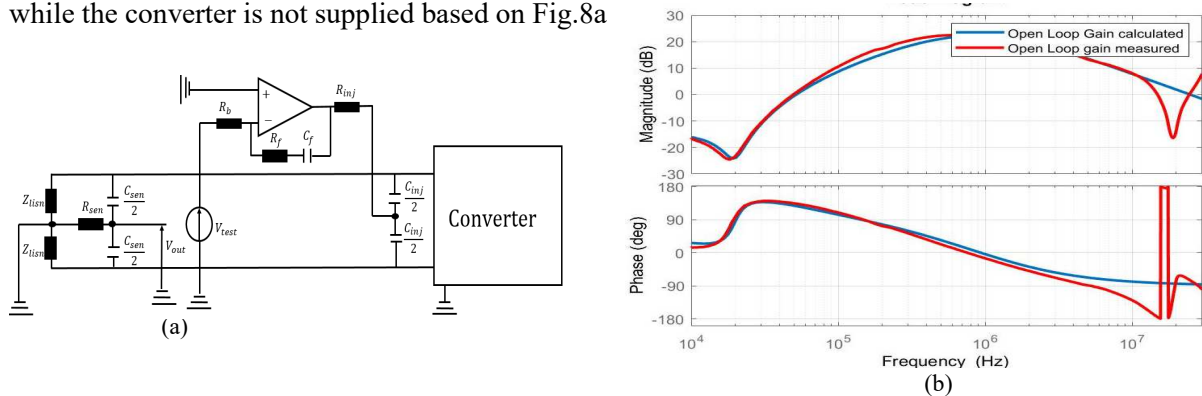 while the converter is not supplied based on Fig.8a
R_inj
R_b
+
−
R_f
C_f
Z_lisn
R_sen
C_sen
2
V_test
C_inj
2
Converter
Z_lisn
C_sen
2
V_out
C_inj
2
(a)
Open Loop Gain calculated
Open Loop gain measured
Magnitude (dB)
30
20
10
0
-10
-20
-30
Phase (deg)
180
90
0
-90
-180
10^4
10^5
10^6
10^7
Frequency (Hz)
(b)